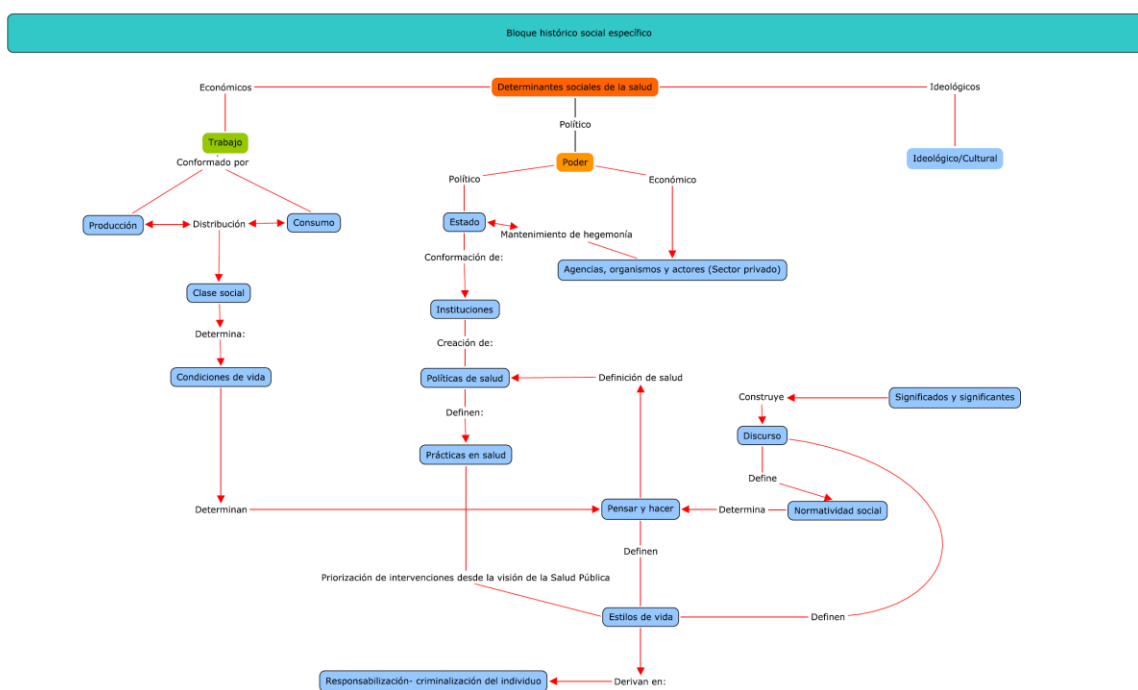 Bloque histórico social específico
Económicos
Determinantes sociales de la salud
Ideológicos
Político
Trabajo
Conformado por
Poder
Ideológico/Cultural
Político
Económico
Producción
Distribución
Consumo
Estado
Mantenimiento de hegemonía
Conformación de:
Agencias, organismos y actores (Sector privado)
Clase social
Instituciones
Determina:
Creación de:
Condiciones de vida
Políticas de salud
Definición de salud
Construye
Significados y significantes
Definen:
Discurso
Prácticas en salud
Define
Determinan
Pensar y hacer
Determina
Normatividad social
Definen
Priorización de intervenciones desde la visión de la Salud Pública
Estilos de vida
Definen
Responsabilización- criminalización del individuo
Derivan en: